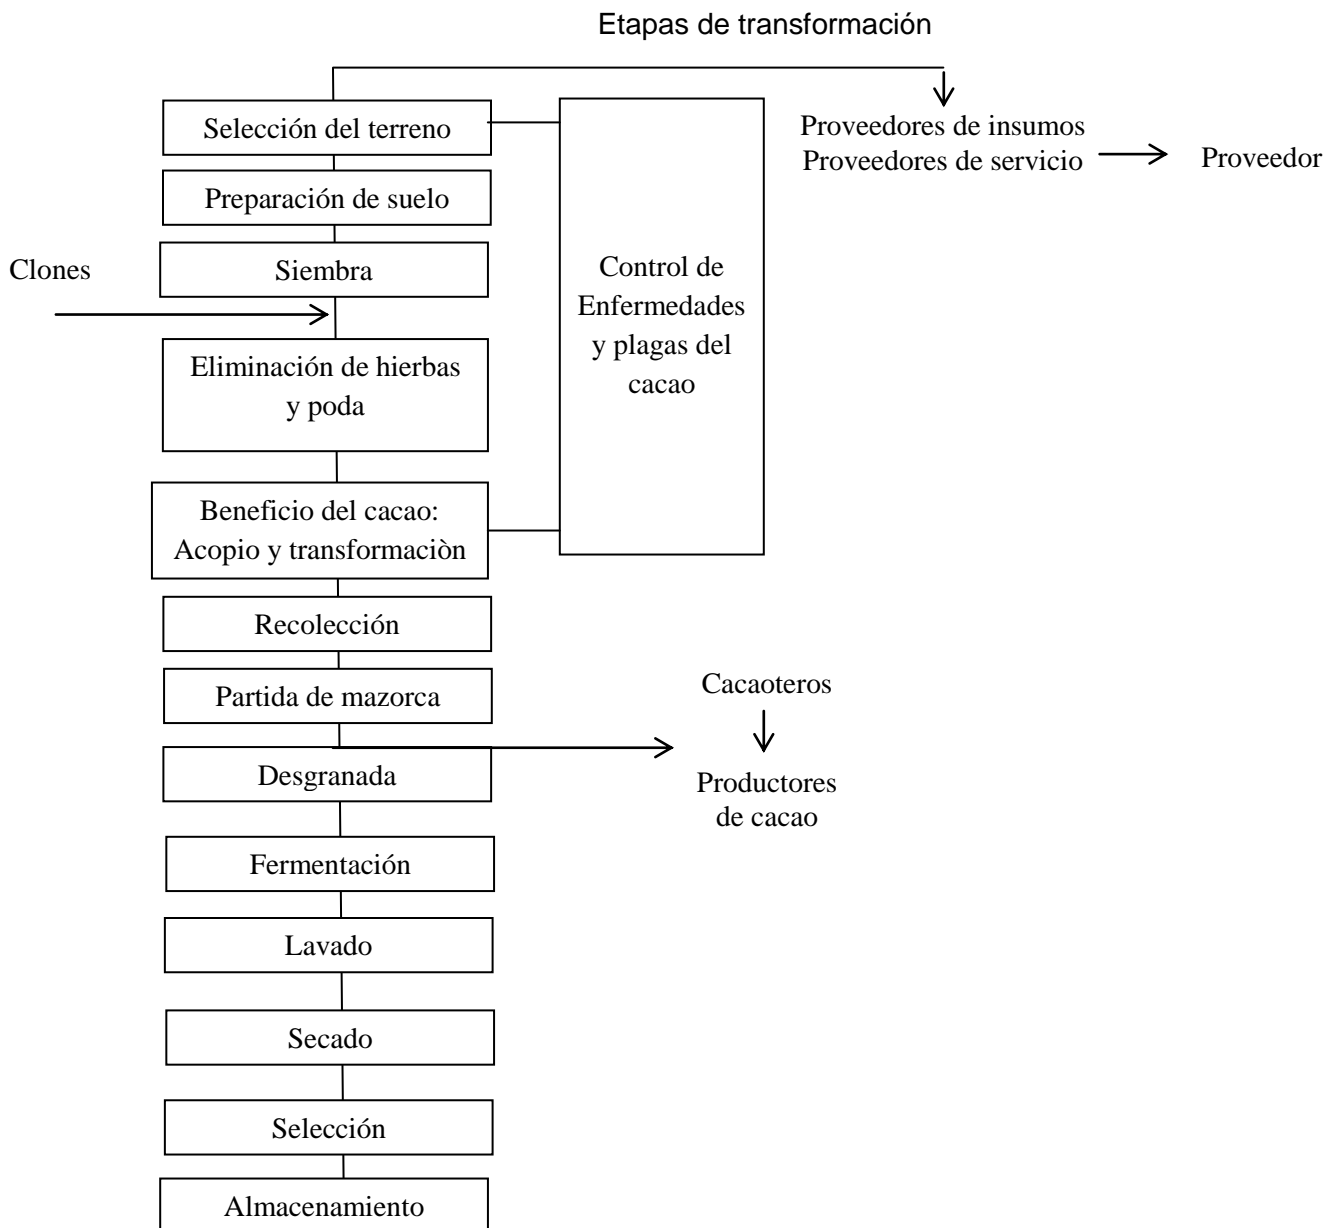 Etapas de transformación
Selección del terreno
Proveedores de insumos
Proveedores de servicio
Proveedor
Preparación de suelo
Clones
Siembra
Control de
Enfermedades
y plagas del
cacao
Eliminación de hierbas
y poda
Beneficio del cacao:
Acopio y transformaciòn
Recolección
Partida de mazorca
Cacaoteros
Desgranada
Productores
de cacao
Fermentación
Lavado
Secado
Selección
Almacenamiento